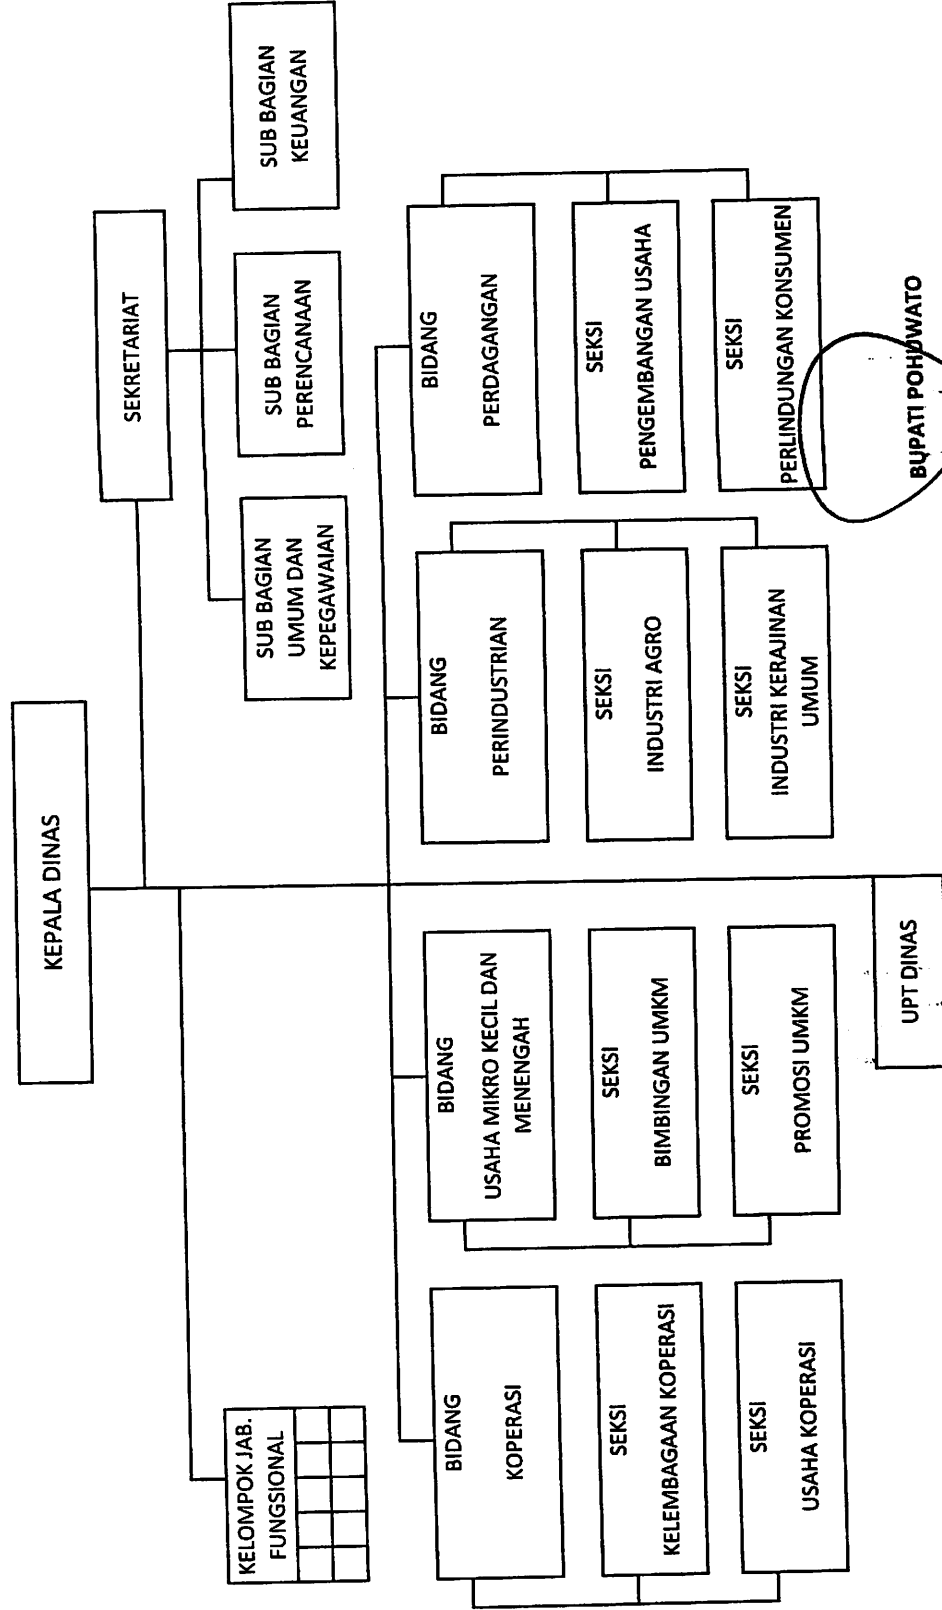 KEPALA DINAS
SEKRETARIAT
SUB BAGIAN
UMUM DAN
KEPEGAWAIAN
SUB BAGIAN
PERENCANAAN
SUB BAGIAN
KEUANGAN
KELOMPOK JAB.
FUNGSIONAL
BIDANG
KOPERASI
SEKSI
KELEMBAGAAN KOPERASI
SEKSI
USAHA KOPERASI
BIDANG
USAHA MIKRO KECIL DAN
MENENGAH
SEKSI
BIMBINGAN UMKM
SEKSI
PROMOSI UMKM
BIDANG
PERINDUSTRIAN
SEKSI
INDUSTRI AGRO
SEKSI
INDUSTRI KERAJINAN
UMUM
BIDANG
PERDAGANGAN
SEKSI
PENGEMBANGAN USAHA
SEKSI
PERLINDUNGAN KONSUMEN
UPT DINAS
BUPATI POHUWATO